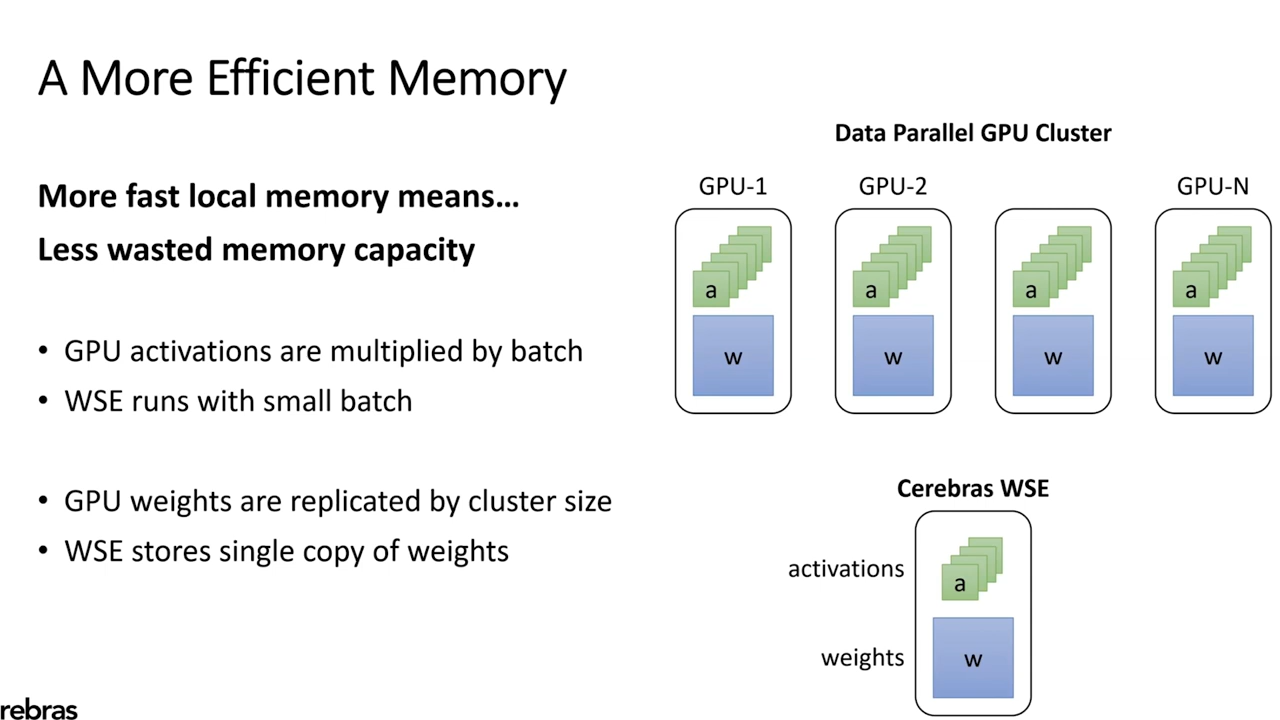 A More Efficient Memory
More fast local memory means…
Less wasted memory capacity
• GPU activations are multiplied by batch
• WSE runs with small batch
• GPU weights are replicated by cluster size
• WSE stores single copy of weights
Data Parallel GPU Cluster
GPU-1 GPU-2 GPU-N
a a a a
w w w w
Cerebras WSE
activations a
weights w
rebras